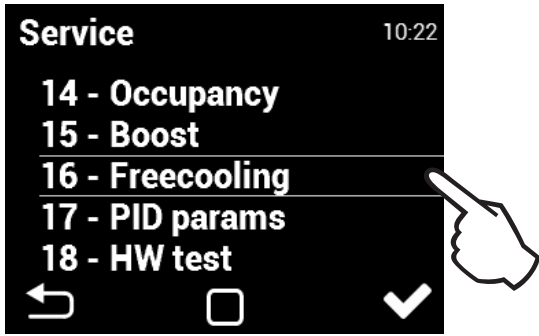 Service
10:22
14 - Occupancy
15 - Boost
16 - Freecooling
17 - PID params
18 - HW test